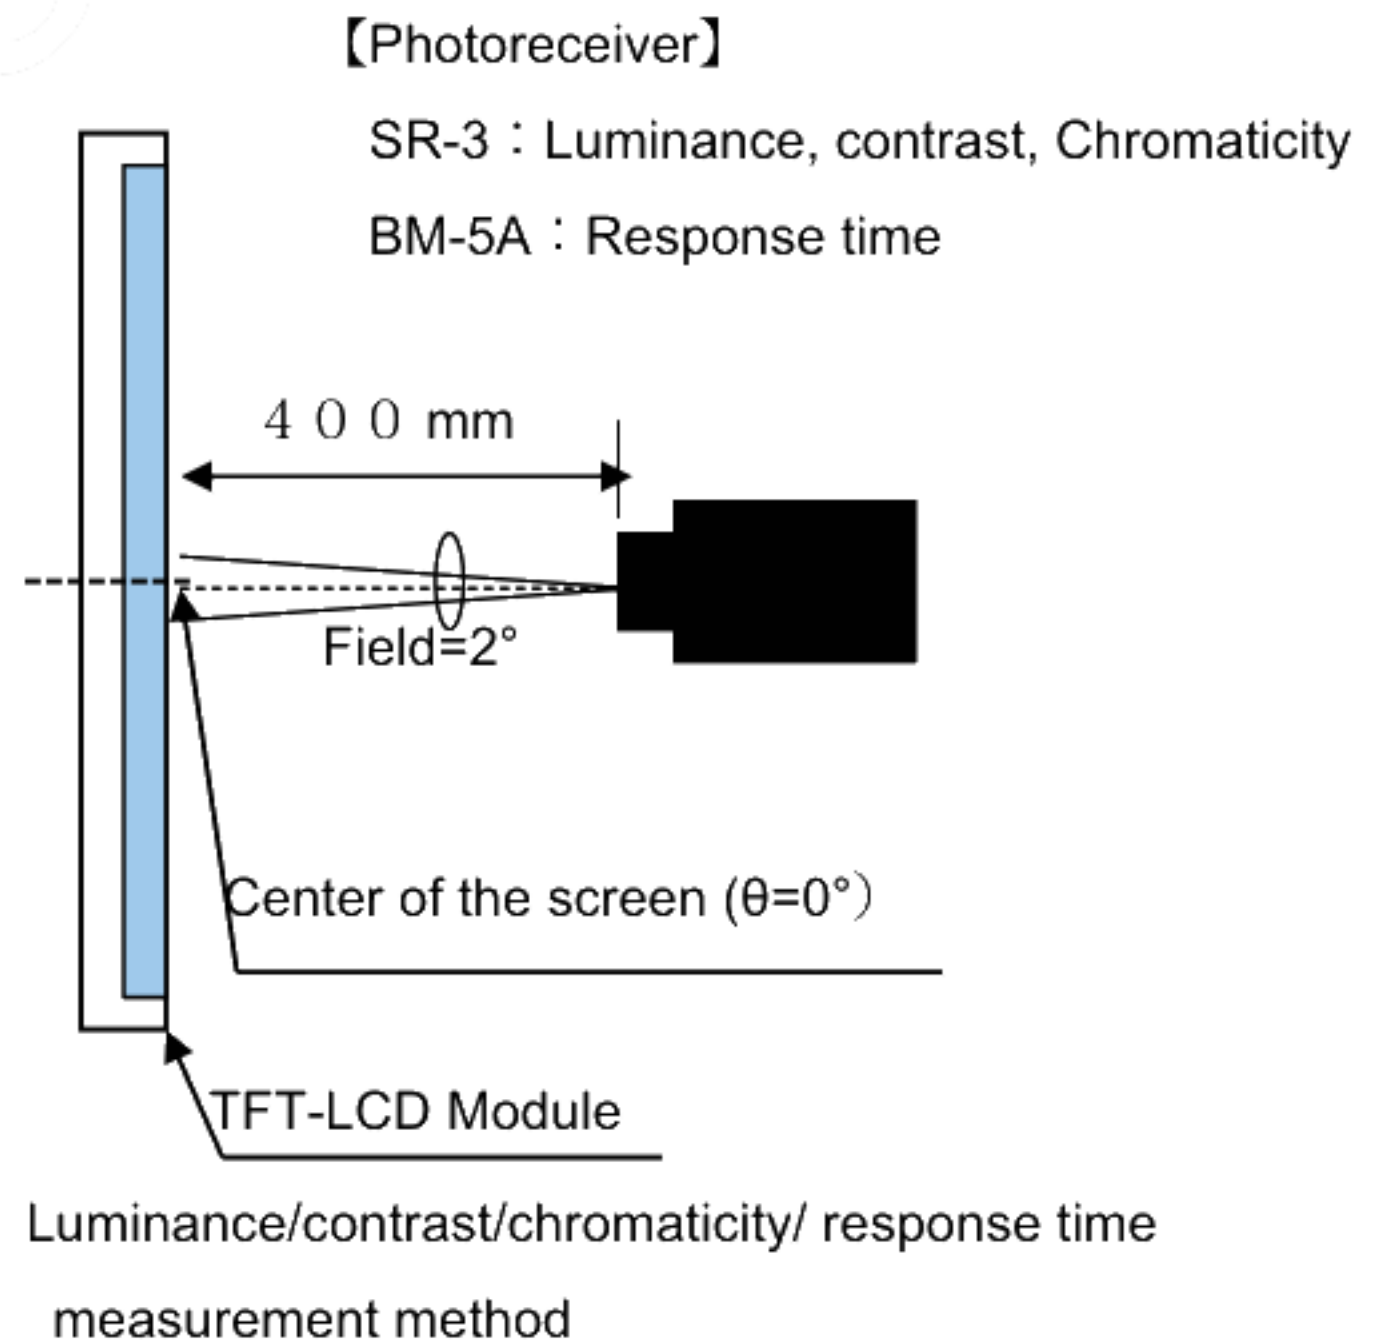 【Photoreceiver】
SR-3：Luminance, contrast, Chromaticity
BM-5A：Response time
４００ mm
Field=2°
Center of the screen (θ=0°）
TFT-LCD Module
Luminance/contrast/chromaticity/ response time
measurement method